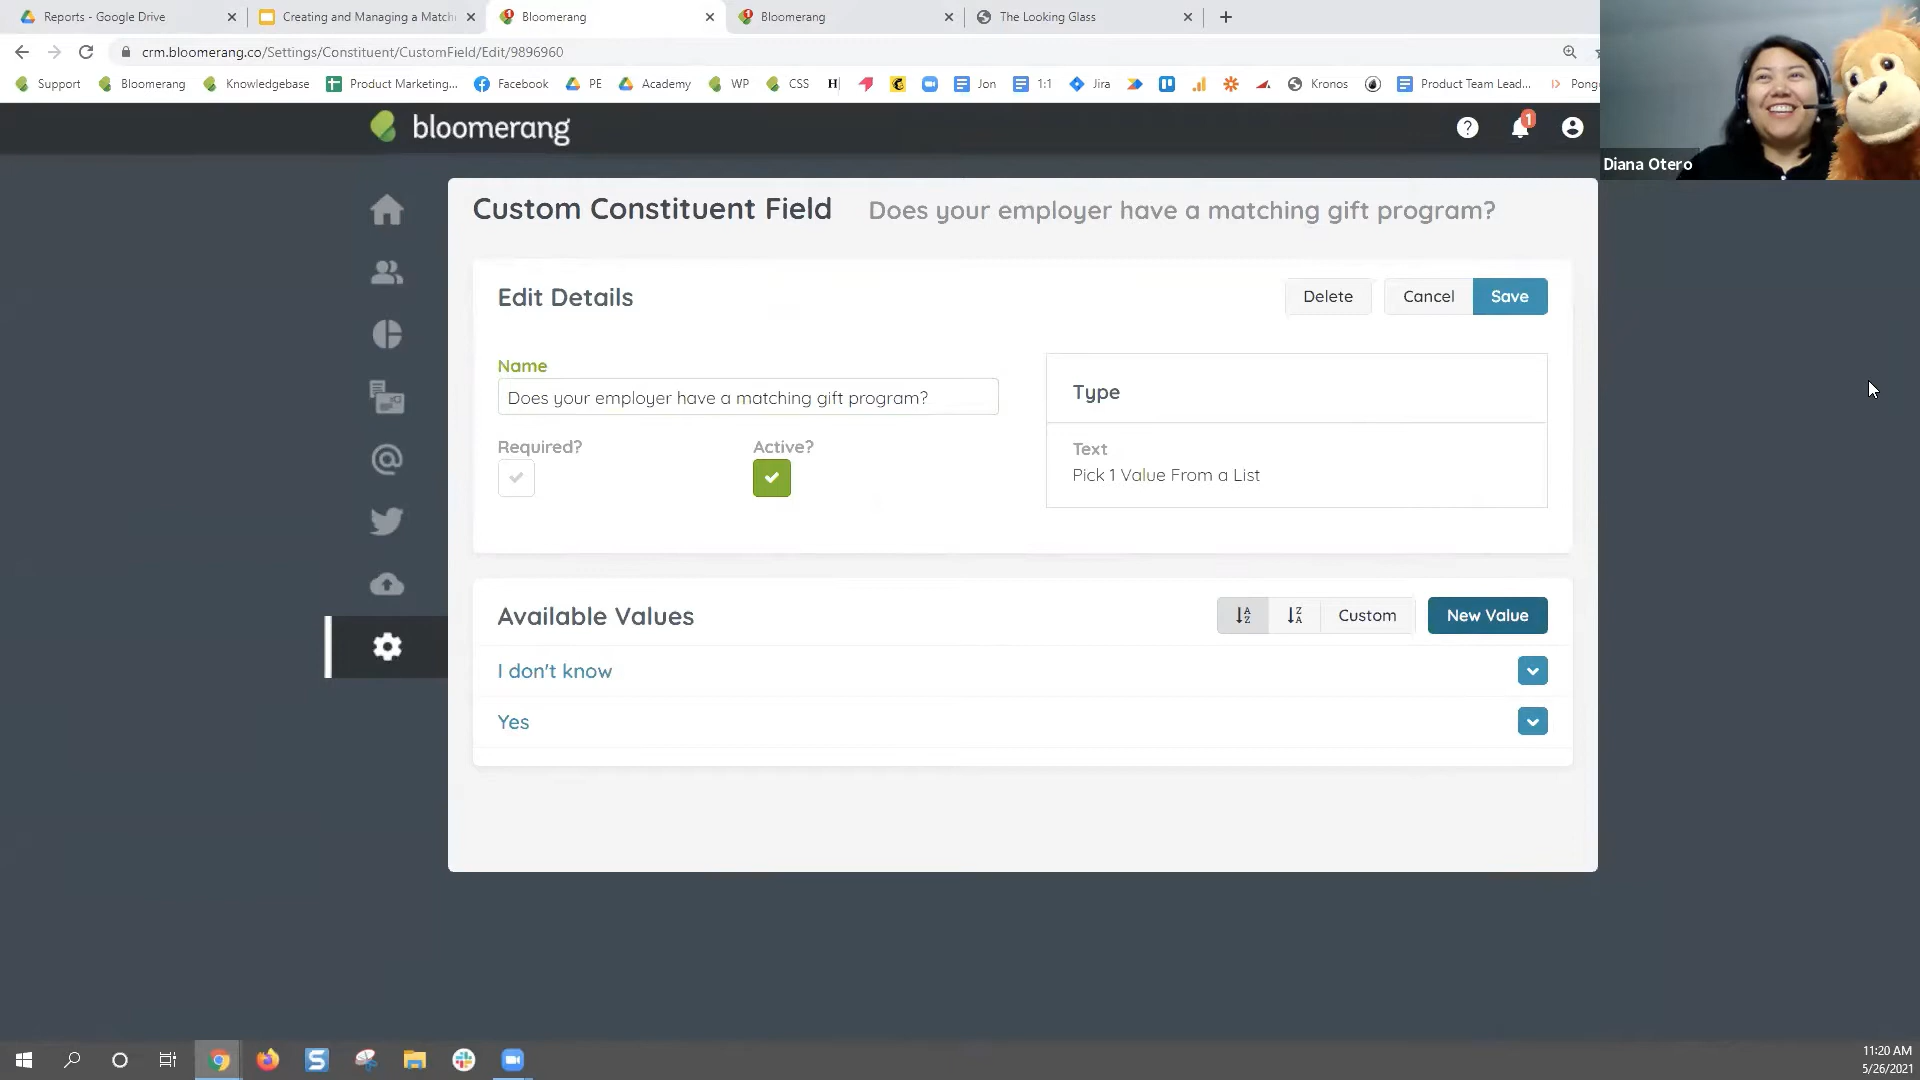 Reports - Google Drive
Creating and Managing a Match
Bloomerang
Bloomerang
The Looking Glass
crm.bloomerang.co/Settings/Constituent/CustomField/Edit/9896960
Support
Bloomerang
Knowledgebase
Product Marketing...
Facebook
PE
Academy
WP
CSS
H
Jon
1:1
Jira
Kronos
Product Team Lead...
Pong
bloomerang
1
Diana Otero
Custom Constituent Field Does your employer have a matching gift program?
Edit Details
Delete
Cancel
Save
Name
Does your employer have a matching gift program?
Required?
Active?
Type
Text
Pick 1 Value From a List
Available Values
Custom
New Value
I don't know
Yes
11:20 AM
5/26/2021